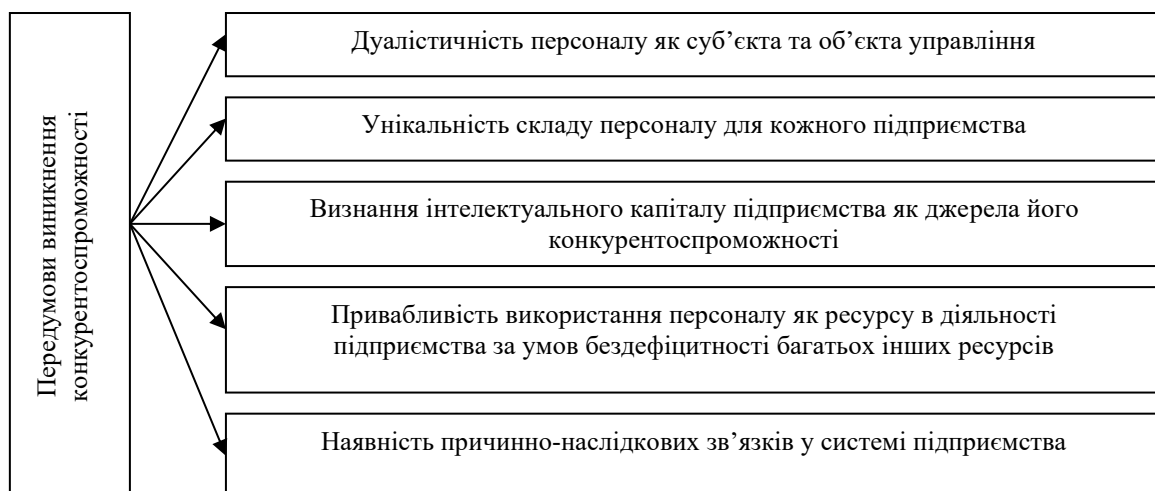 Передумови виникнення
конкурентоспроможності
Дуалістичність персоналу як суб’єкта та об’єкта управління
Унікальність складу персоналу для кожного підприємства
Визнання інтелектуального капіталу підприємства як джерела його
конкурентоспроможності
Привабливість використання персоналу як ресурсу в діяльності
підприємства за умов бездефіцитності багатьох інших ресурсів
Наявність причинно-наслідкових зв’язків у системі підприємства